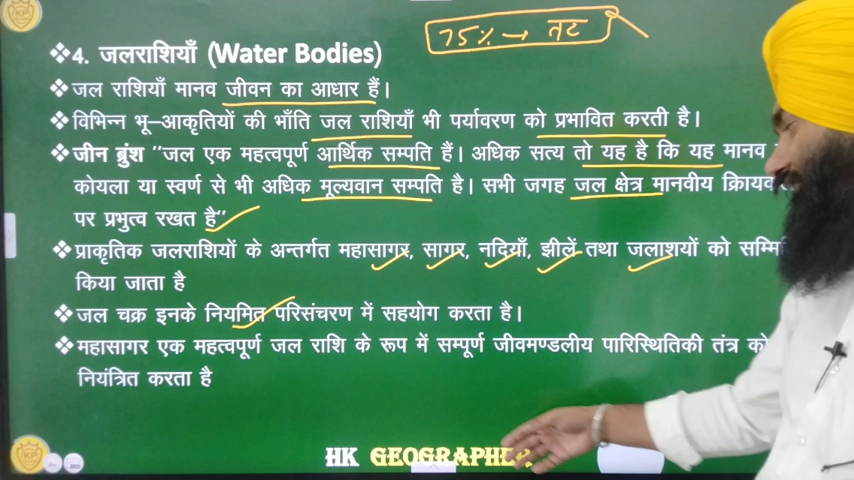 75% → तट
❖4. जलराशियाँ (Water Bodies)
❖जल राशियाँ मानव जीवन का आधार हैं।
❖विभिन्न भू–आकृतियों की भाँति जल राशियाँ भी पर्यावरण को प्रभावित करती है।
❖जीन ब्रुंश "जल एक महत्वपूर्ण आर्थिक सम्पति हैं। अधिक सत्य तो यह है कि यह मानव
कोयला या स्वर्ण से भी अधिक मूल्यवान सम्पति है। सभी जगह जल क्षेत्र मानवीय
पर प्रभुत्व रखत है"
❖प्राकृतिक जलराशियों के अन्तर्गत महासागर, सागर, नदियाँ, झीलें तथा जलाशयों को
किया जाता है
❖जल चक्र इनके नियमित परिसंचरण में सहयोग करता है।
❖महासागर एक महत्वपूर्ण जल राशि के रूप में सम्पूर्ण जीवमण्डलीय पारिस्थितिकी तंत्र को
नियंत्रित करता है
HK GEOGRAPHER